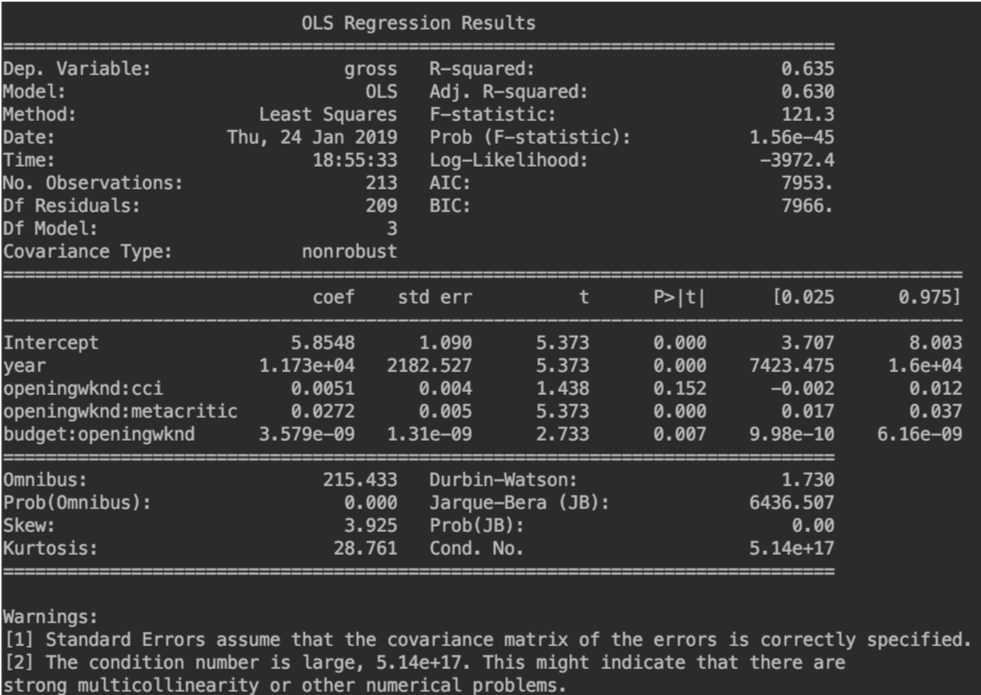 OLS Regression Results
==============================================================================
Dep. Variable: gross R-squared: 0.635
Model: OLS Adj. R-squared: 0.630
Method: Least Squares F-statistic: 121.3
Date: Thu, 24 Jan 2019 Prob (F-statistic): 1.56e-45
Time: 18:55:33 Log-Likelihood: -3972.4
No. Observations: 213 AIC: 7953.
Df Residuals: 209 BIC: 7966.
Df Model: 3
Covariance Type: nonrobust
==========================================================================================
coef std err t P>|t| [0.025 0.975]
------------------------------------------------------------------------------------------
Intercept 5.8548 1.090 5.373 0.000 3.707 8.003
year 1.173e+04 2182.527 5.373 0.000 7423.475 1.6e+04
openingwknd:cci 0.0051 0.004 1.438 0.152 -0.002 0.012
openingwknd:metacritic 0.0272 0.005 5.373 0.000 0.017 0.037
budget:openingwknd 3.579e-09 1.31e-09 2.733 0.007 9.98e-10 6.16e-09
==============================================================================
Omnibus: 215.433 Durbin-Watson: 1.730
Prob(Omnibus): 0.000 Jarque-Bera (JB): 6436.507
Skew: 3.925 Prob(JB): 0.00
Kurtosis: 28.761 Cond. No. 5.14e+17
==============================================================================
Warnings:
[1] Standard Errors assume that the covariance matrix of the errors is correctly specified.
[2] The condition number is large, 5.14e+17. This might indicate that there are
strong multicollinearity or other numerical problems.